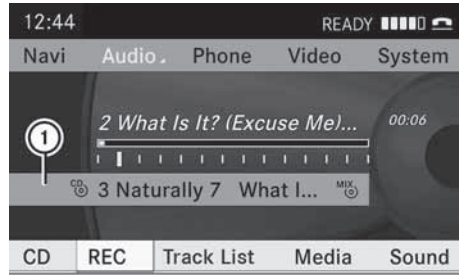 12:44 READY
Navi Audio Phone Video System
2 What Is It? (Excuse Me)... 00:06
1
CD 3 Naturally 7 What I... MIX
CD REC Track List Media Sound